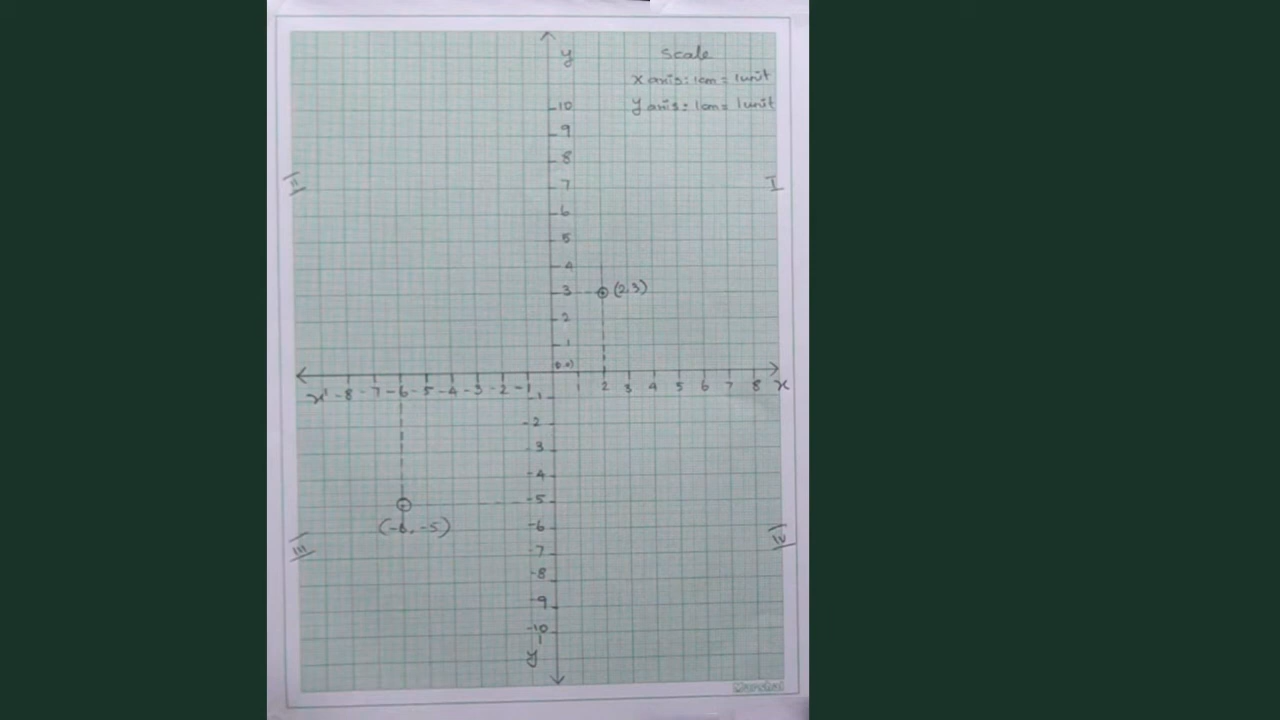 y
Scale
x axis: 1cm = 1unit
y axis: 1cm = 1unit
10
9
8
II
7
I
6
5
4
3 (2,3)
2
1
(0,0)
x' -8 -7 -6 -5 -4 -3 -2 -1 1 2 3 4 5 6 7 8 x
-1
-2
-3
-4
-5
(-6, -5)
-6
III
IV
-7
-8
-9
-10
y'